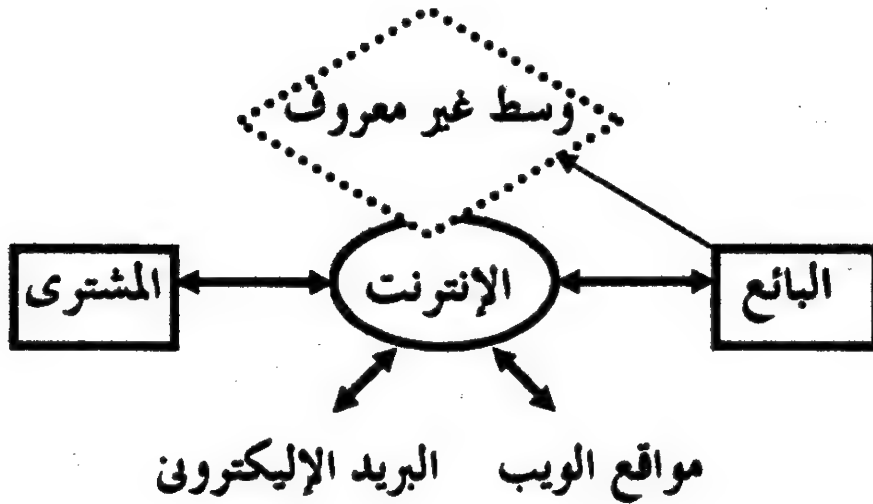 وسط غير معروف
البائع
الإنترنت
المشترى
مواقع الويب
البريد الإليكترونى